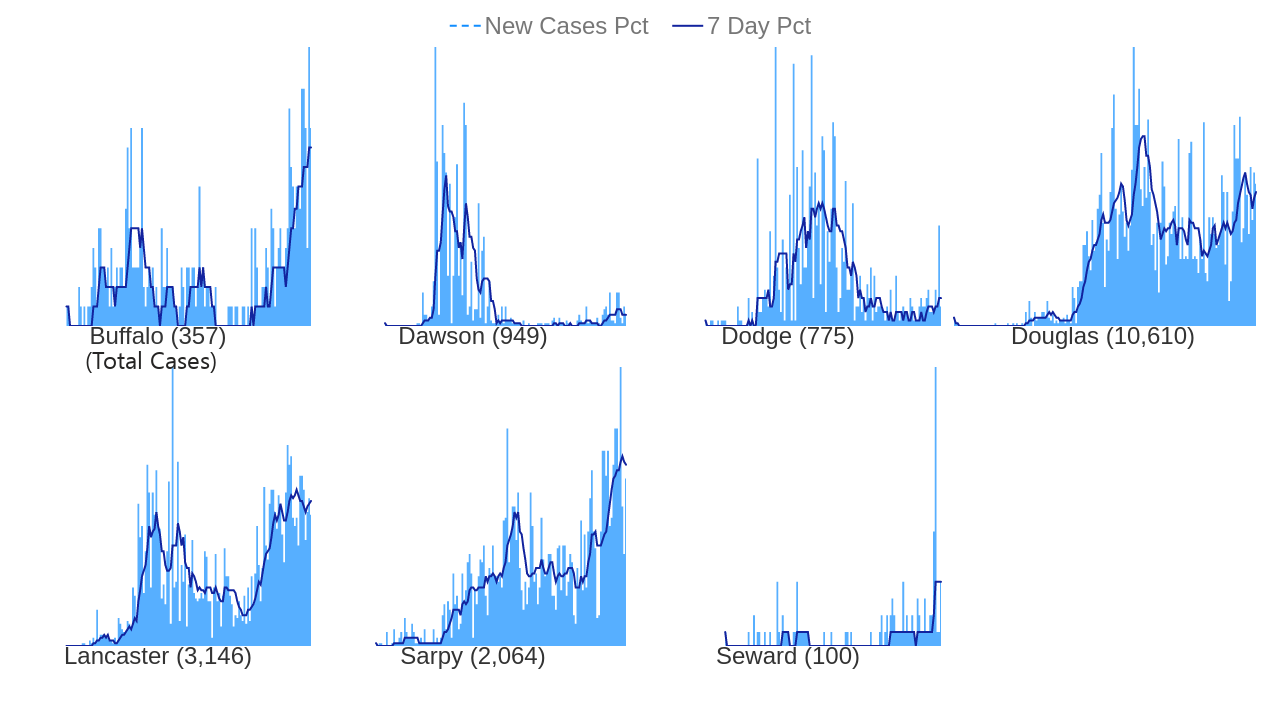 New Cases Pct 7 Day Pct
Buffalo (357) Dawson (949) Dodge (775) Douglas (10,610)
(Total Cases)
Lancaster (3,146) Sarpy (2,064) Seward (100)